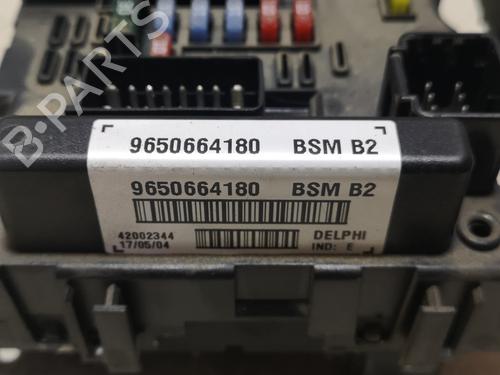 B-PARTS
9650664180 BSM B2
9650664180 BSM B2
42002344 DELPHI
17/05/04 IND: E